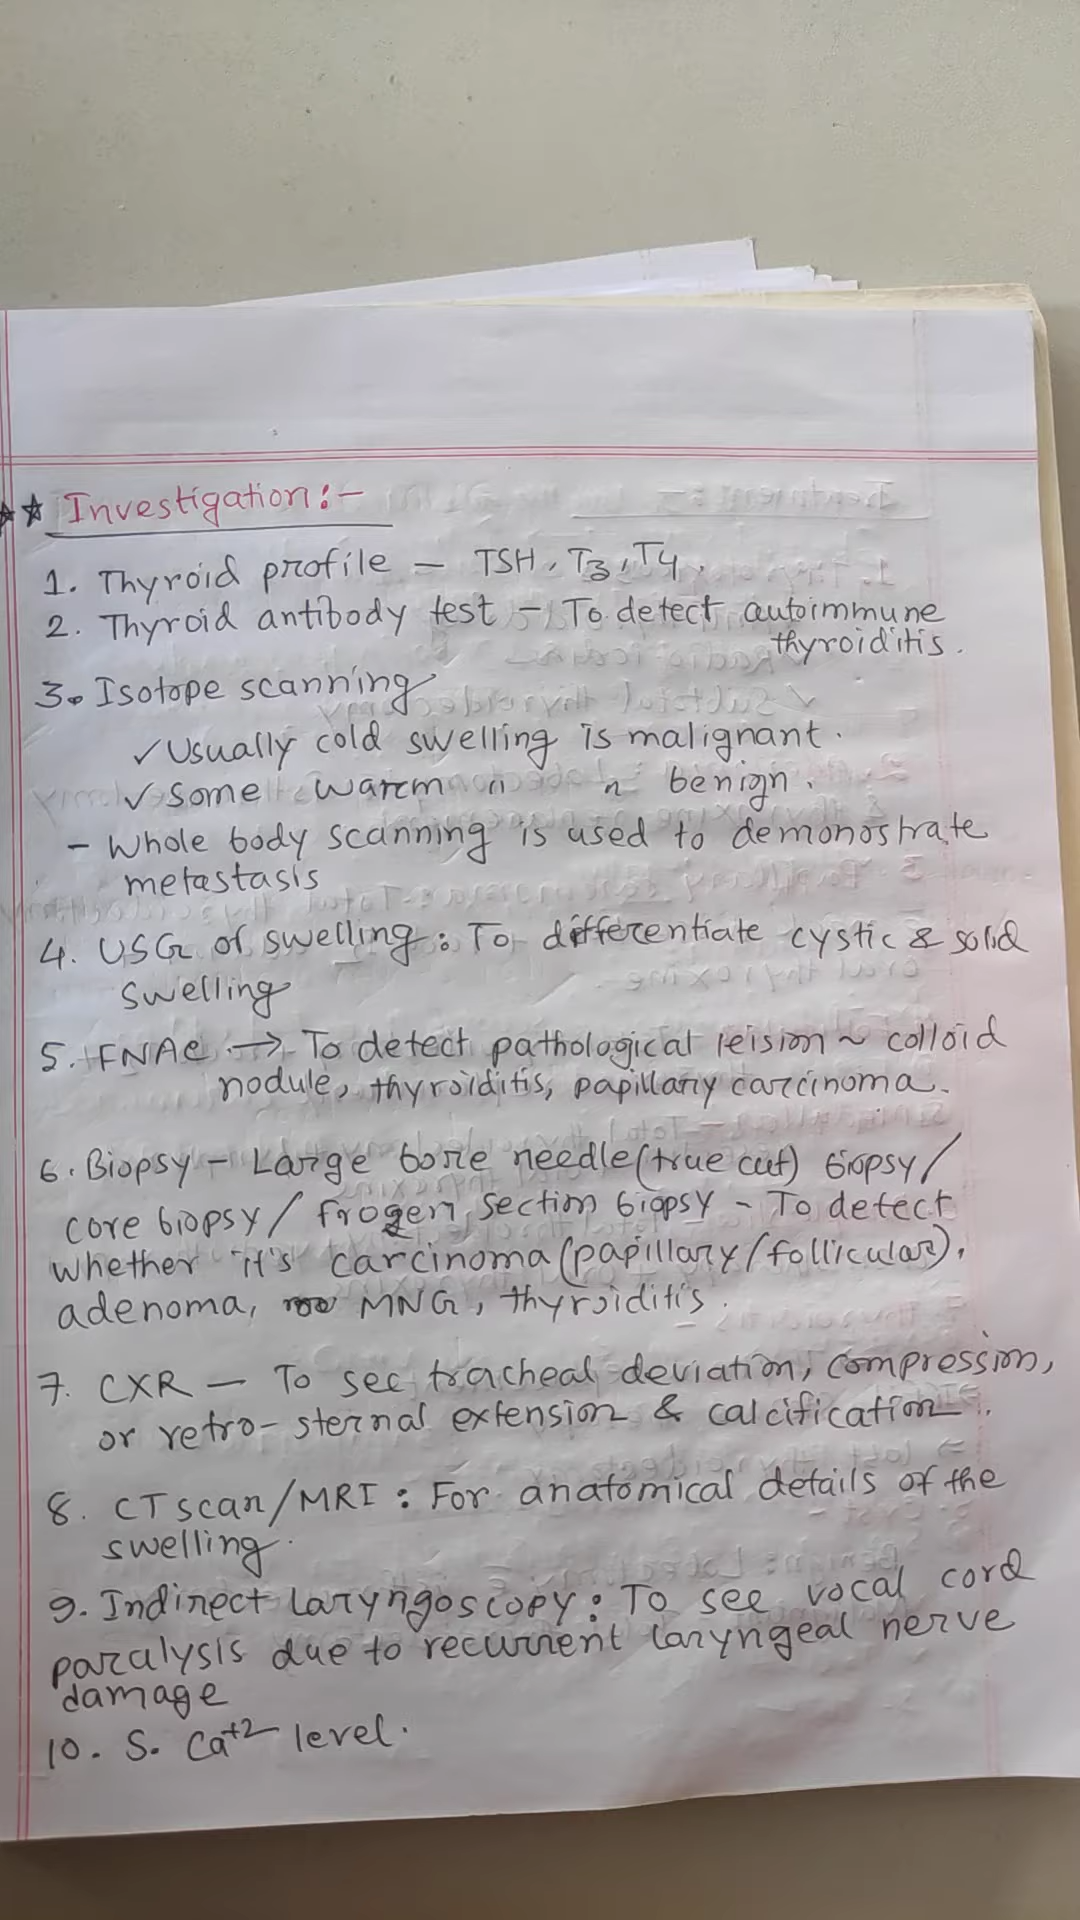 ★★ Investigation:-
1. Thyroid profile – TSH, T3, T4.
2. Thyroid antibody test – To detect autoimmune
thyroiditis.
3. Isotope scanning
✓ Usually cold swelling is malignant.
✓ Some warm " " benign.
- Whole body scanning is used to demonostrate
metastasis
4. USG of swelling: To differentiate cystic & solid
swelling
5. FNAC → To detect pathological leision ~ colloid
nodule, thyroiditis, papillary carcinoma.
6. Biopsy – Large bore needle (true cut) biopsy/
core biopsy/ frozen section biopsy - To detect
whether it's carcinoma (papillary/follicular),
adenoma, MNG, thyroiditis.
7. CXR – To see tracheal deviation, compression,
or retro-sternal extension & calcification.
8. CT scan/MRI : For anatomical details of the
swelling.
9. Indirect Laryngoscopy: To see vocal cord
paralysis due to recurrent laryngeal nerve
damage
10. S. Ca+2 level.